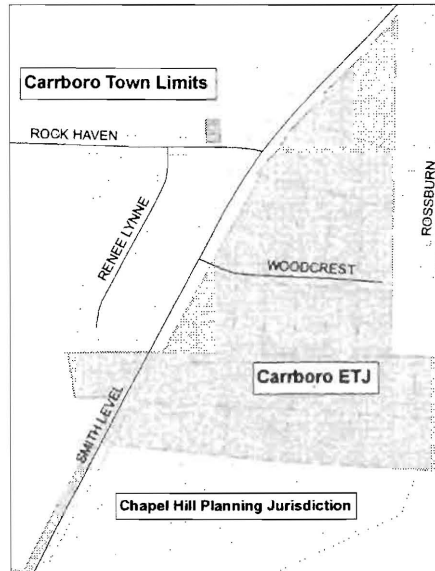 Carrboro Town Limits
ROCK HAVEN
RENEE LYNNE
ROSSBURN
WOODCREST
Carrboro ETJ
SMITH LEVEL
Chapel Hill Planning Jurisdiction